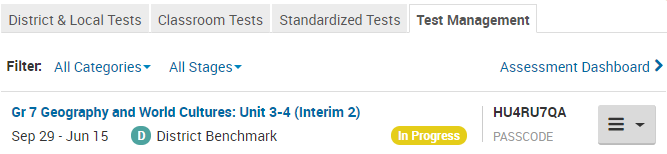 District & Local Tests Classroom Tests Standardized Tests Test Management
Filter: All Categories All Stages Assessment Dashboard
Gr 7 Geography and World Cultures: Unit 3-4 (Interim 2) HU4RU7QA
Sep 29 - Jun 15 D District Benchmark In Progress PASSCODE